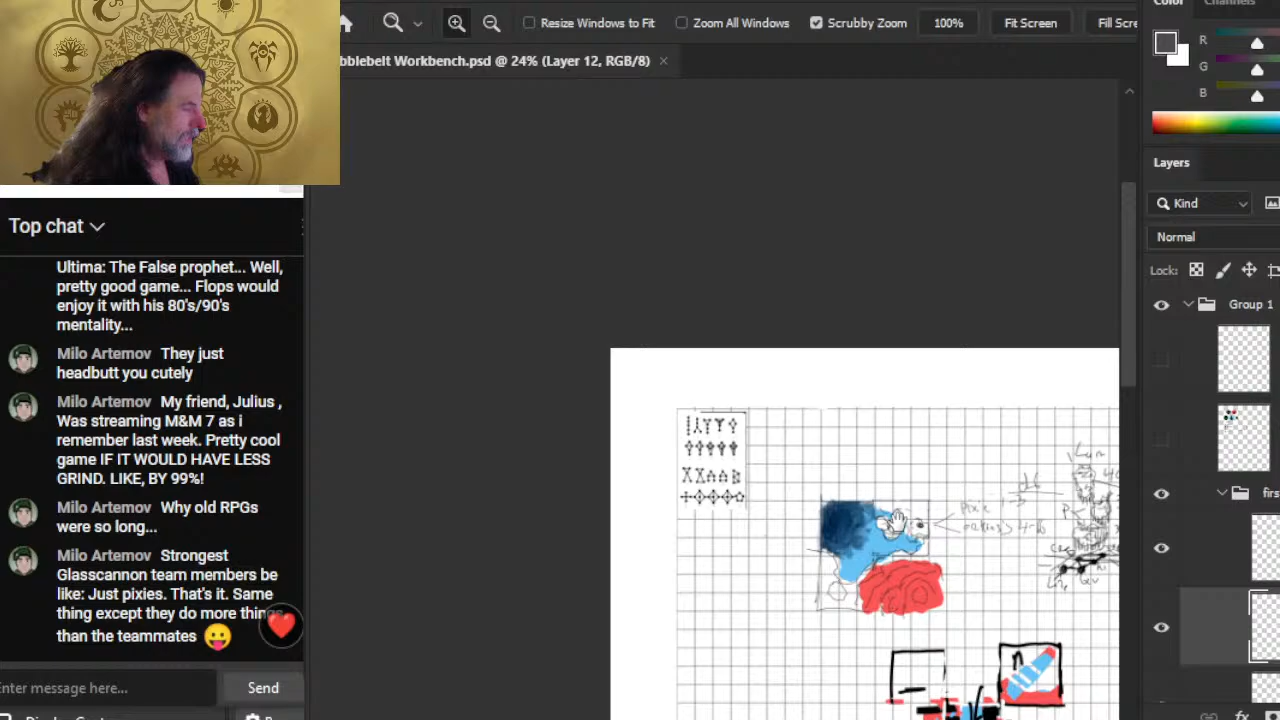 Resize Windows to Fit
Zoom All Windows
Scrubby Zoom
100%
Fit Screen
Fill Scre
bblebelt Workbench.psd @ 24% (Layer 12, RGB/8) ×
Color
Channels
R
G
B
Layers
Kind
Normal
Lock:
Group 1
firs
Top chat
Ultima: The False prophet... Well,
pretty good game... Flops would
enjoy it with his 80's/90's
mentality...
Milo Artemov They just
headbutt you cutely
Milo Artemov My friend, Julius ,
Was streaming M&M 7 as i
remember last week. Pretty cool
game IF IT WOULD HAVE LESS
GRIND. LIKE, BY 99%!
Milo Artemov Why old RPGs
were so long...
Milo Artemov Strongest
Glasscannon team members be
like: Just pixies. That's it. Same
thing except they do more things
than the teammates
Enter message here...
Send
fx